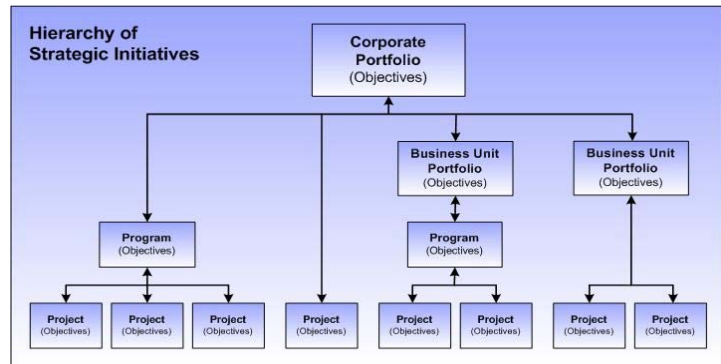 Hierarchy of
Strategic Initiatives
Corporate
Portfolio
(Objectives)
Business Unit
Portfolio
(Objectives)
Business Unit
Portfolio
(Objectives)
Program
(Objectives)
Program
(Objectives)
Project
(Objectives)
Project
(Objectives)
Project
(Objectives)
Project
(Objectives)
Project
(Objectives)
Project
(Objectives)
Project
(Objectives)
Project
(Objectives)